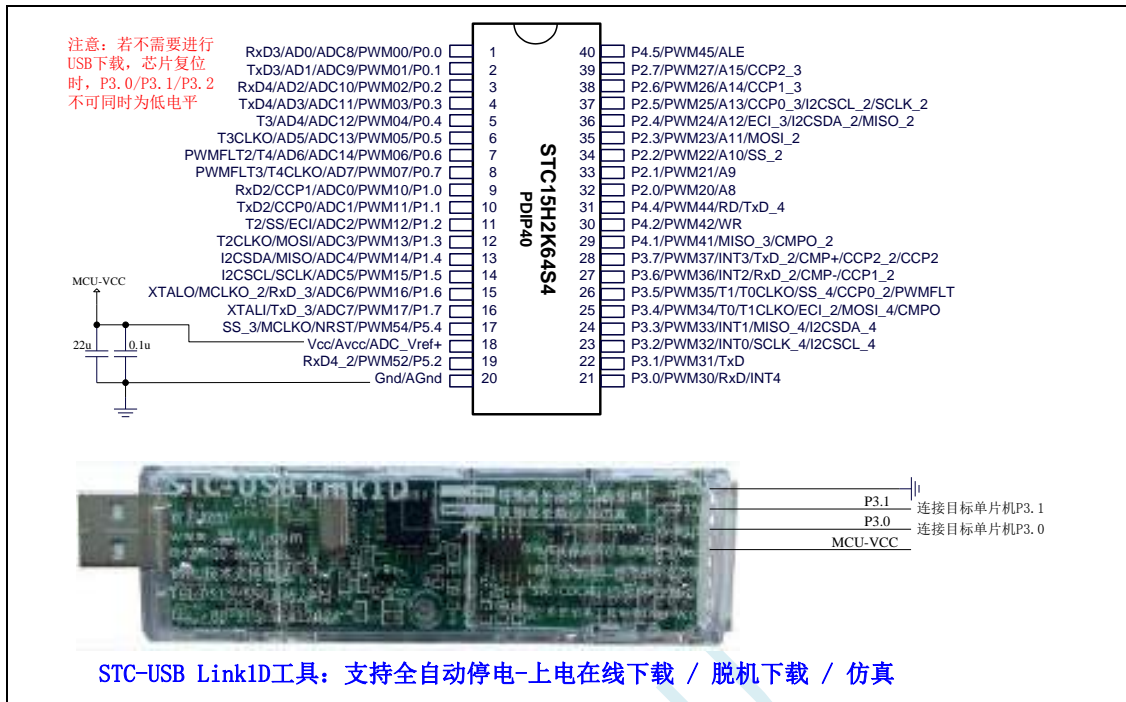 注意：若不需要进行
USB下载，芯片复位
时，P3.0/P3.1/P3.2
不可同时为低电平
RxD3/AD0/ADC8/PWM00/P0.0 1
TxD3/AD1/ADC9/PWM01/P0.1 2
RxD4/AD2/ADC10/PWM02/P0.2 3
TxD4/AD3/ADC11/PWM03/P0.3 4
T3/AD4/ADC12/PWM04/P0.4 5
T3CLKO/AD5/ADC13/PWM05/P0.5 6
PWMFLT2/T4/AD6/ADC14/PWM06/P0.6 7
PWMFLT3/T4CLKO/AD7/PWM07/P0.7 8
RxD2/CCP1/ADC0/PWM10/P1.0 9
TxD2/CCP0/ADC1/PWM11/P1.1 10
T2/SS/ECI/ADC2/PWM12/P1.2 11
T2CLKO/MOSI/ADC3/PWM13/P1.3 12
I2CSDA/MISO/ADC4/PWM14/P1.4 13
I2CSCL/SCLK/ADC5/PWM15/P1.5 14
XTALO/MCLKO_2/RxD_3/ADC6/PWM16/P1.6 15
XTALI/TxD_3/ADC7/PWM17/P1.7 16
SS_3/MCLKO/NRST/PWM54/P5.4 17
Vcc/Avcc/ADC_Vref+ 18
RxD4_2/PWM52/P5.2 19
Gnd/AGnd 20
MCU-VCC
22u 0.1u
STC15H2K64S4
PDIP40
40 P4.5/PWM45/ALE
39 P2.7/PWM27/A15/CCP2_3
38 P2.6/PWM26/A14/CCP1_3
37 P2.5/PWM25/A13/CCP0_3/I2CSCL_2/SCLK_2
36 P2.4/PWM24/A12/ECI_3/I2CSDA_2/MISO_2
35 P2.3/PWM23/A11/MOSI_2
34 P2.2/PWM22/A10/SS_2
33 P2.1/PWM21/A9
32 P2.0/PWM20/A8
31 P4.4/PWM44/RD/TxD_4
30 P4.2/PWM42/WR
29 P4.1/PWM41/MISO_3/CMPO_2
28 P3.7/PWM37/INT3/TxD_2/CMP+/CCP2_2/CCP2
27 P3.6/PWM36/INT2/RxD_2/CMP-/CCP1_2
26 P3.5/PWM35/T1/T0CLKO/SS_4/CCP0_2/PWMFLT
25 P3.4/PWM34/T0/T1CLKO/ECI_2/MOSI_4/CMPO
24 P3.3/PWM33/INT1/MISO_4/I2CSDA_4
23 P3.2/PWM32/INT0/SCLK_4/I2CSCL_4
22 P3.1/PWM31/TxD
21 P3.0/PWM30/RxD/INT4
STC-USB Link1D
P3.1 连接目标单片机P3.1
P3.0 连接目标单片机P3.0
MCU-VCC
STC-USB Link1D工具：支持全自动停电-上电在线下载 / 脱机下载 / 仿真